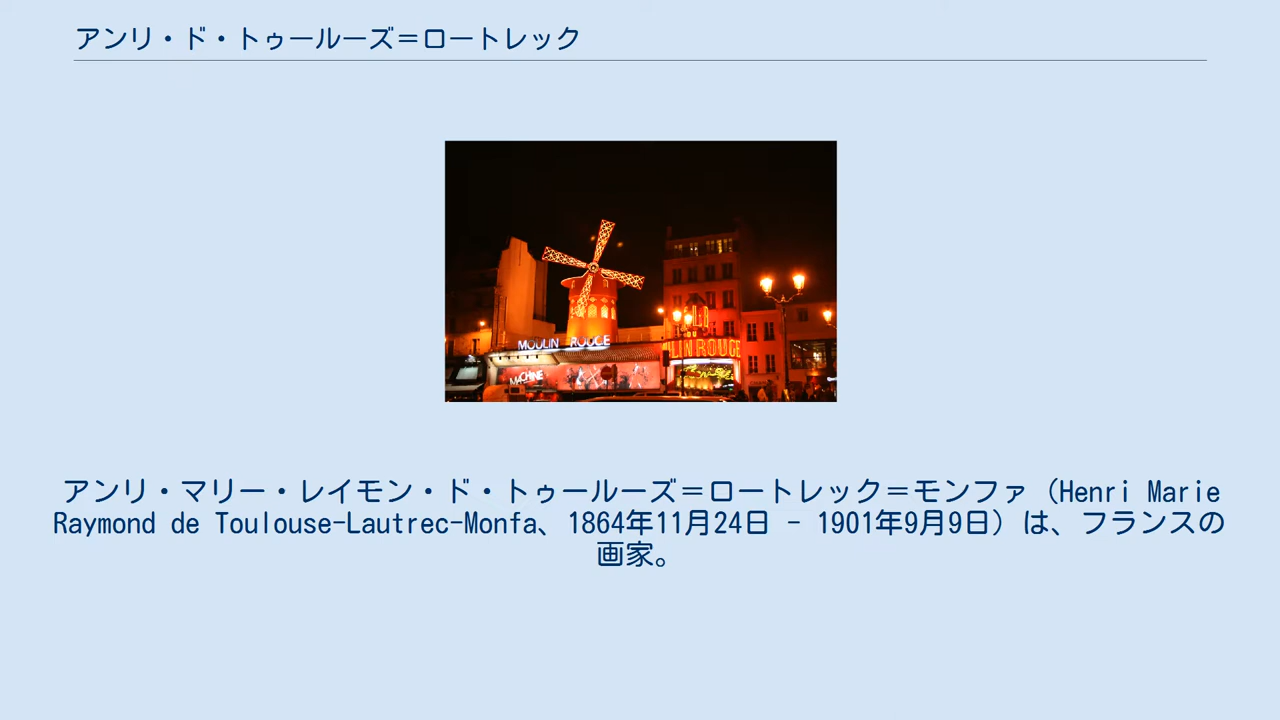 アンリ・ド・トゥールーズ＝ロートレック
MOULIN ROUGE
LIN ROUGE
MACHINE
アンリ・マリー・レイモン・ド・トゥールーズ＝ロートレック＝モンファ（Henri Marie
Raymond de Toulouse-Lautrec-Monfa、1864年11月24日 - 1901年9月9日）は、フランスの
画家。